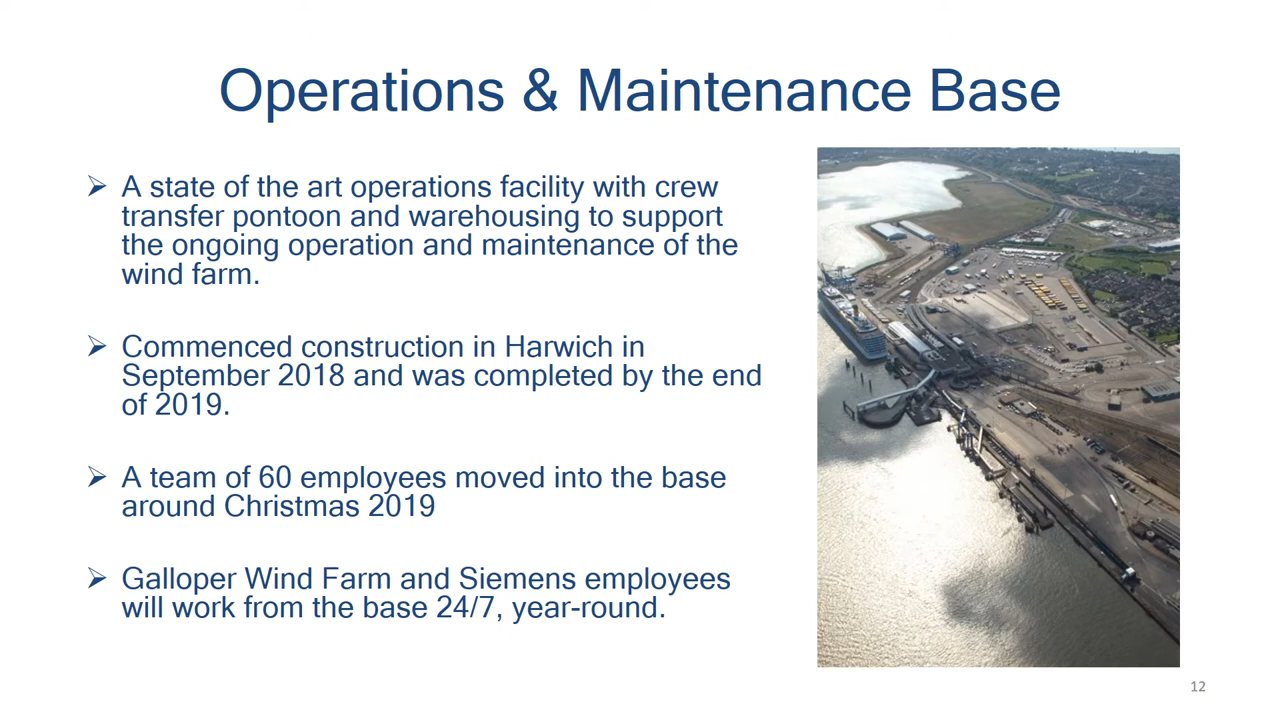 Operations & Maintenance Base
A state of the art operations facility with crew
transfer pontoon and warehousing to support
the ongoing operation and maintenance of the
wind farm.
Commenced construction in Harwich in
September 2018 and was completed by the end
of 2019.
A team of 60 employees moved into the base
around Christmas 2019
Galloper Wind Farm and Siemens employees
will work from the base 24/7, year-round.
12